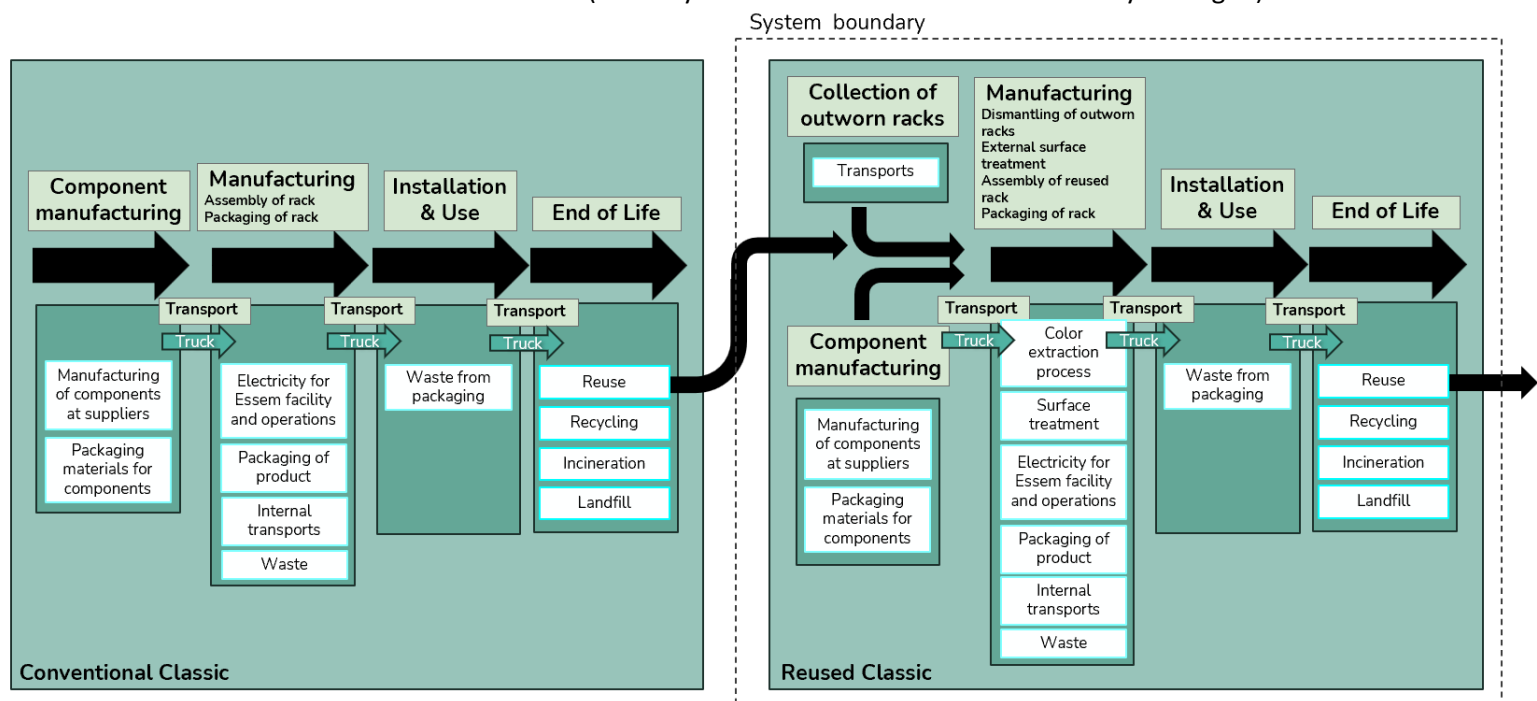 System boundary
Component
manufacturing
Manufacturing
Assembly of rack
Packaging of rack
Installation
& Use
End of Life
Transport
Truck
Transport
Truck
Transport
Truck
Manufacturing
of components
at suppliers
Packaging
materials for
components
Electricity for
Essem facility
and operations
Packaging of
product
Internal
transports
Waste
Waste from
packaging
Reuse
Recycling
Incineration
Landfill
Conventional Classic
Collection of
outworn racks
Transports
Component
manufacturing
Manufacturing
of components
at suppliers
Packaging
materials for
components
Manufacturing
Dismantling of outworn
racks
External surface
treatment
Assembly of reused
rack
Packaging of rack
Installation
& Use
End of Life
Transport
Truck
Transport
Truck
Transport
Truck
Color
extraction
process
Surface
treatment
Electricity for
Essem facility
and operations
Packaging of
product
Internal
transports
Waste
Waste from
packaging
Reuse
Recycling
Incineration
Landfill
Reused Classic